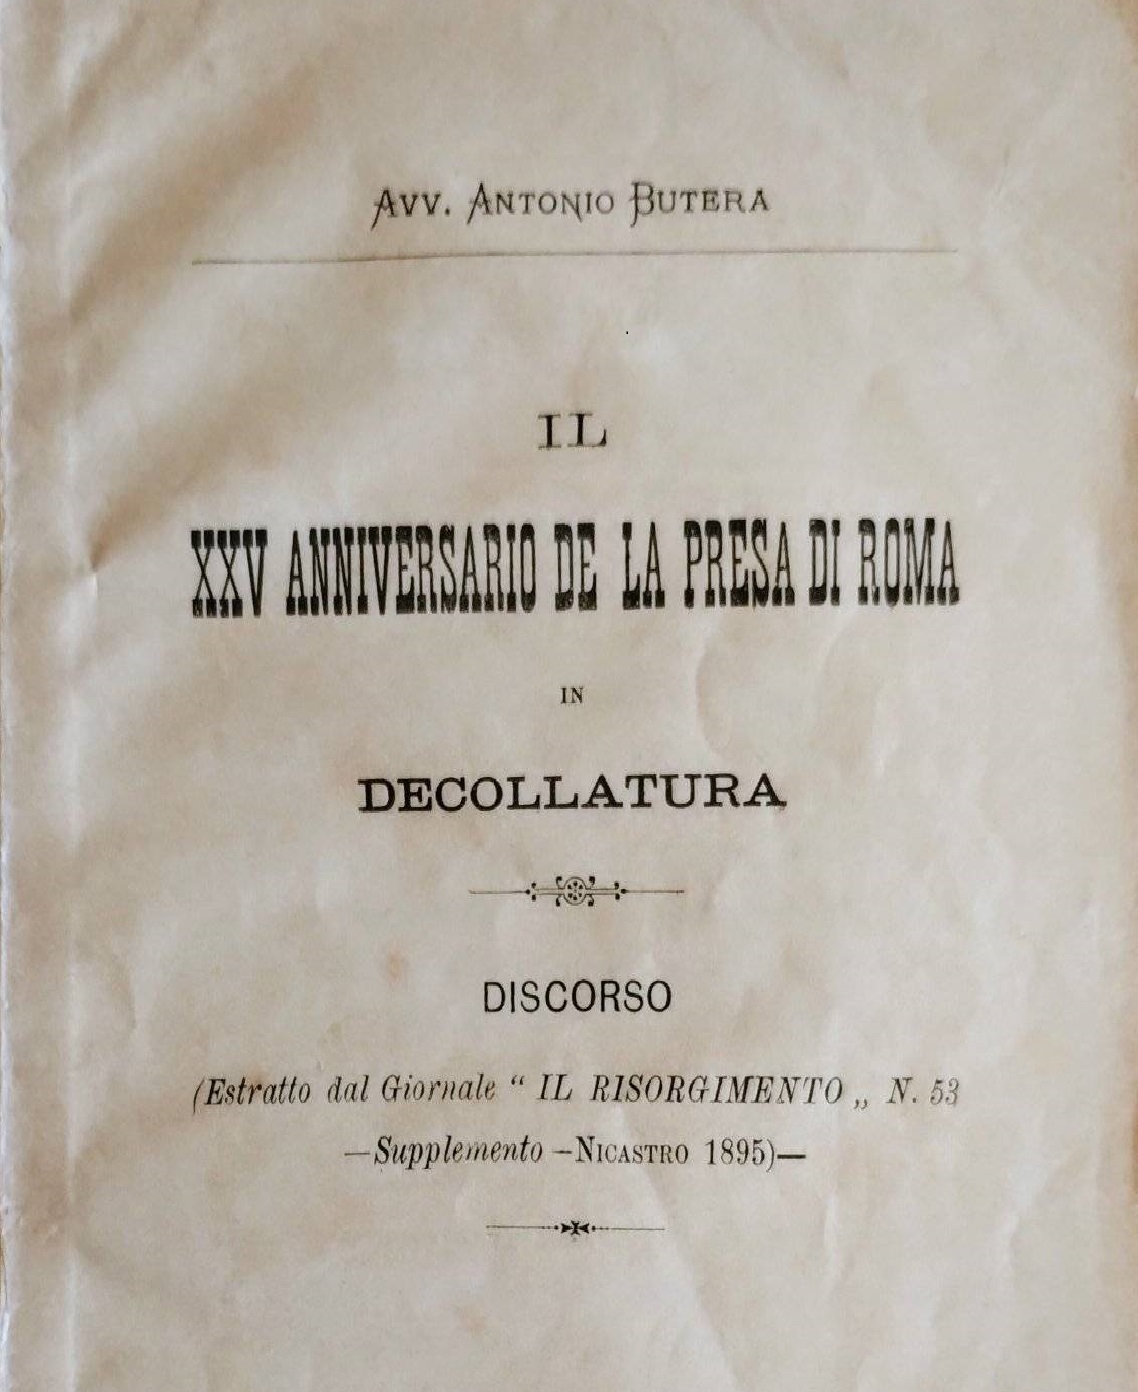 AVV. ANTONIO BUTERA
IL
XXV ANNIVERSARIO DE LA PRESA DI ROMA
IN
DECOLLATURA
DISCORSO
(Estratto dal Giornale “ IL RISORGIMENTO „ N. 53
—Supplemento —NICASTRO 1895)—